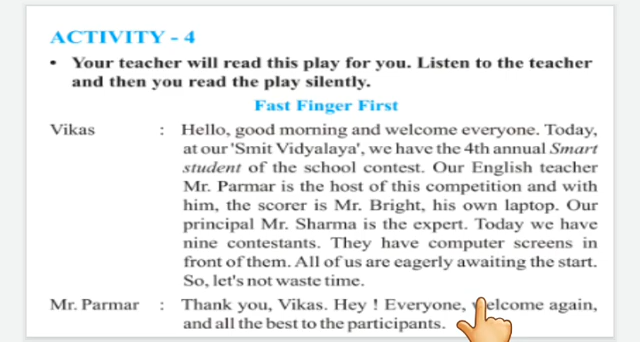 ACTIVITY - 4
• Your teacher will read this play for you. Listen to the teacher
and then you read the play silently.
Fast Finger First
Vikas : Hello, good morning and welcome everyone. Today,
at our 'Smit Vidyalaya', we have the 4th annual Smart
student of the school contest. Our English teacher
Mr. Parmar is the host of this competition and with
him, the scorer is Mr. Bright, his own laptop. Our
principal Mr. Sharma is the expert. Today we have
nine contestants. They have computer screens in
front of them. All of us are eagerly awaiting the start.
So, let's not waste time.
Mr. Parmar : Thank you, Vikas. Hey ! Everyone, welcome again,
and all the best to the participants.